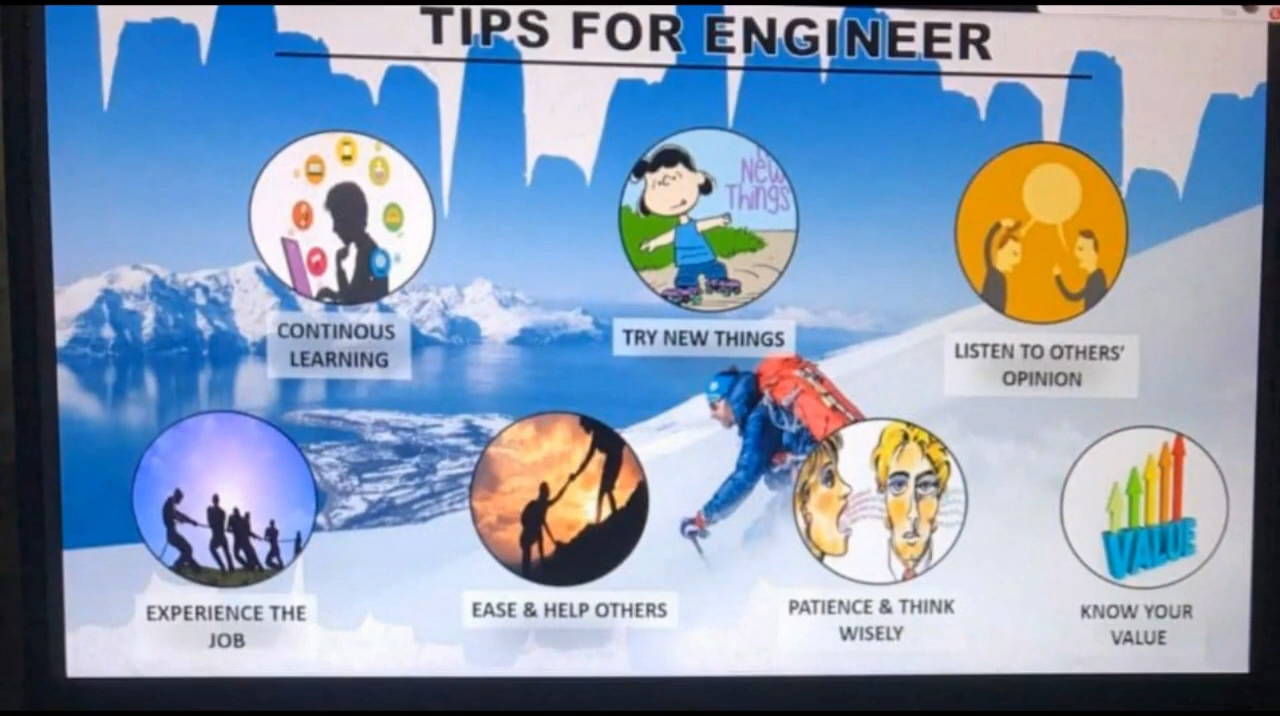 TIPS FOR ENGINEER
New
Things
CONTINOUS
LEARNING
TRY NEW THINGS
LISTEN TO OTHERS'
OPINION
VALUE
EXPERIENCE THE
JOB
EASE & HELP OTHERS
PATIENCE & THINK
WISELY
KNOW YOUR
VALUE